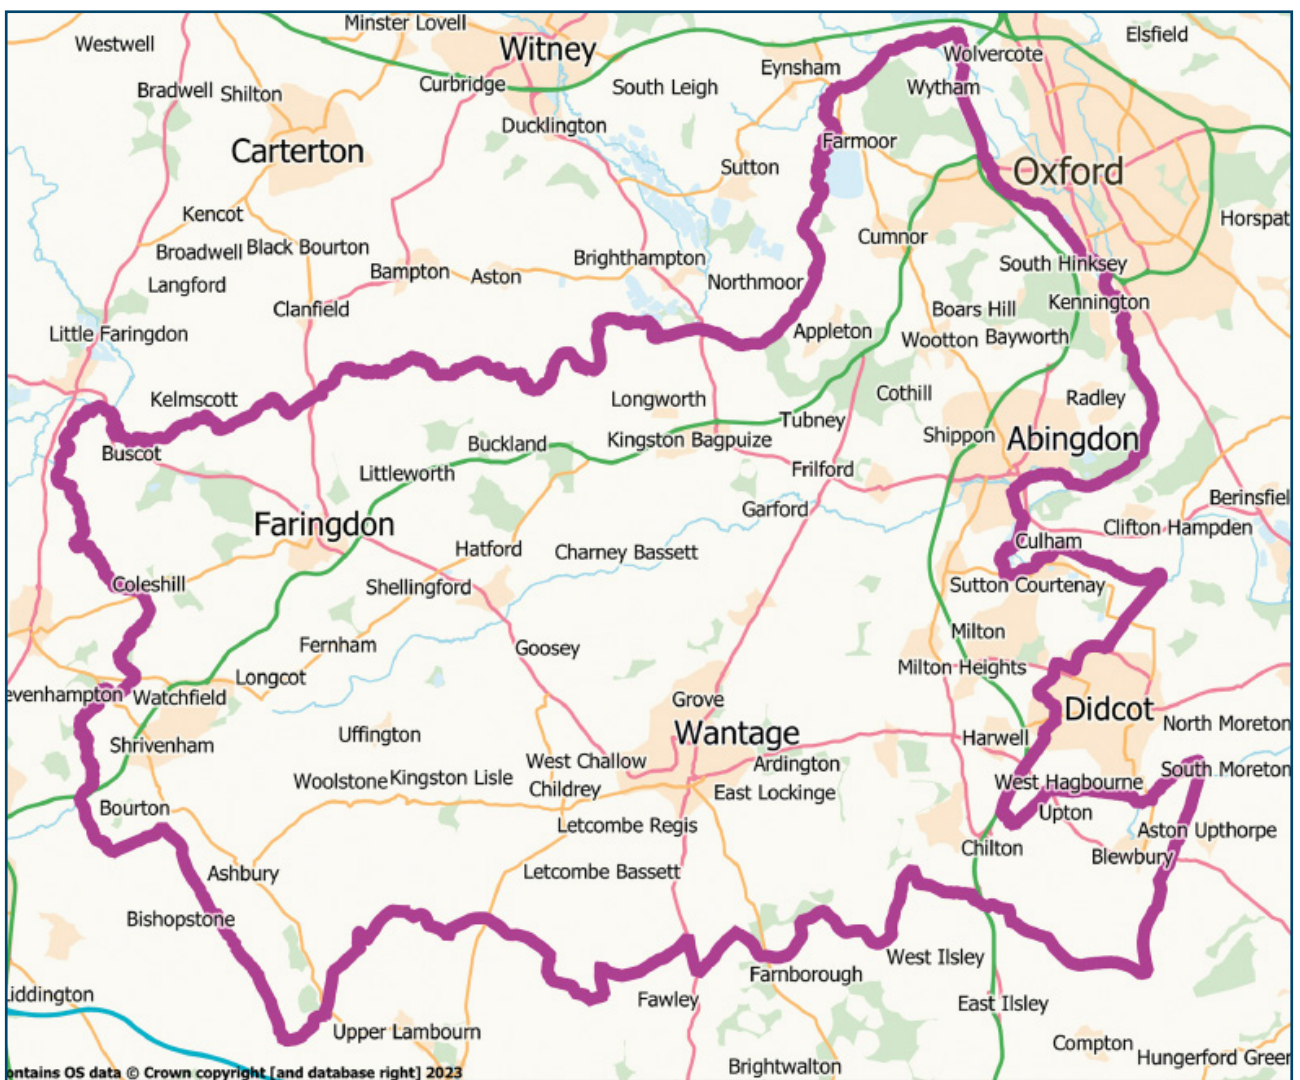 Minster Lovell
Westwell
Witney
Elsfield
Wolvercote
Eynsham
Bradwell
Shilton
Curbridge
South Leigh
Wytham
Ducklington
Farmoor
Carterton
Sutton
Oxford
Kencot
Horspat
Broadwell
Black Bourton
Cumnor
Brighthampton
South Hinksey
Langford
Bampton
Aston
Northmoor
Clanfield
Boars Hill
Kennington
Little Faringdon
Appleton
Wootton
Bayworth
Kelmscott
Longworth
Cothill
Radley
Tubney
Buscot
Buckland
Kingston Bagpuize
Shippon
Abingdon
Littleworth
Frilford
Berinsfiel
Garford
Faringdon
Clifton Hampden
Hatford
Charney Bassett
Culham
Coleshill
Shellingford
Sutton Courtenay
Fernham
Goosey
Milton
Longcot
Milton Heights
evenhampton
Watchfield
Grove
Didcot
North Moreton
Shrivenham
Uffington
Wantage
Harwell
West Challow
Ardington
South Moreton
Woolstone
Kingston Lisle
Childrey
East Lockinge
West Hagbourne
Bourton
Upton
Letcombe Regis
Aston Upthorpe
Chilton
Blewbury
Ashbury
Letcombe Bassett
Bishopstone
West Ilsley
Farnborough
Liddington
Fawley
East Ilsley
Upper Lambourn
Compton
Hungerford Green
Brightwalton
ontains OS data © Crown copyright [and database right] 2023